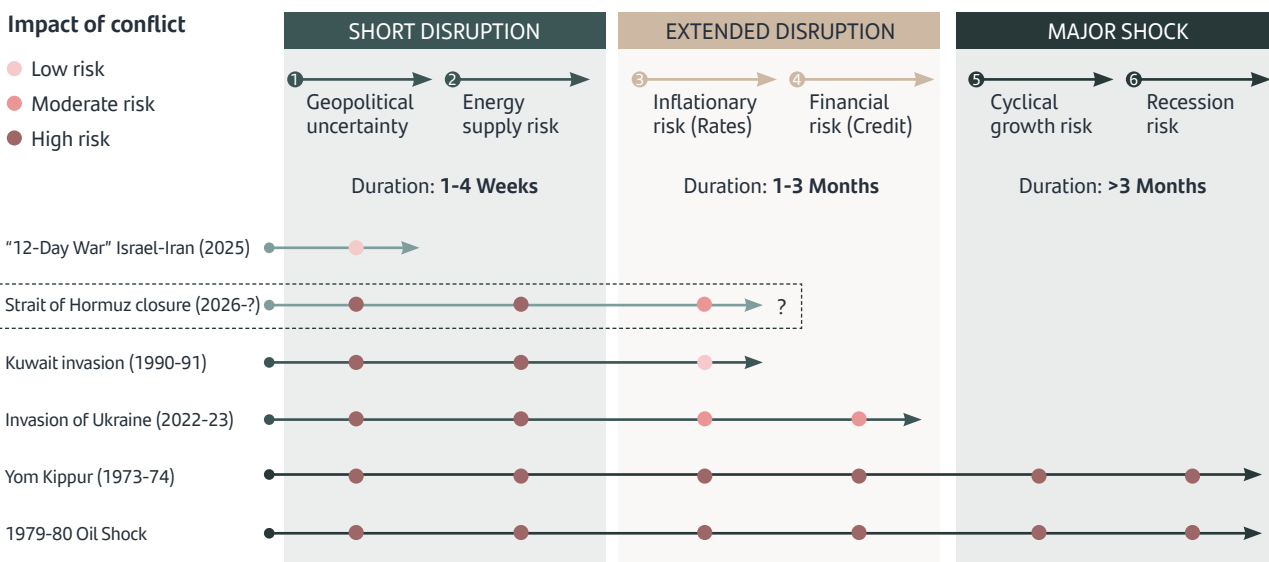 Impact of conflict
Low risk
Moderate risk
High risk
SHORT DISRUPTION
EXTENDED DISRUPTION
MAJOR SHOCK
1
Geopolitical
uncertainty
2
Energy
supply risk
3
Inflationary
risk (Rates)
4
Financial
risk (Credit)
5
Cyclical
growth risk
6
Recession
risk
Duration: 1-4 Weeks
Duration: 1-3 Months
Duration: >3 Months
“12-Day War” Israel-Iran (2025)
Strait of Hormuz closure (2026-?)
?
Kuwait invasion (1990-91)
Invasion of Ukraine (2022-23)
Yom Kippur (1973-74)
1979-80 Oil Shock